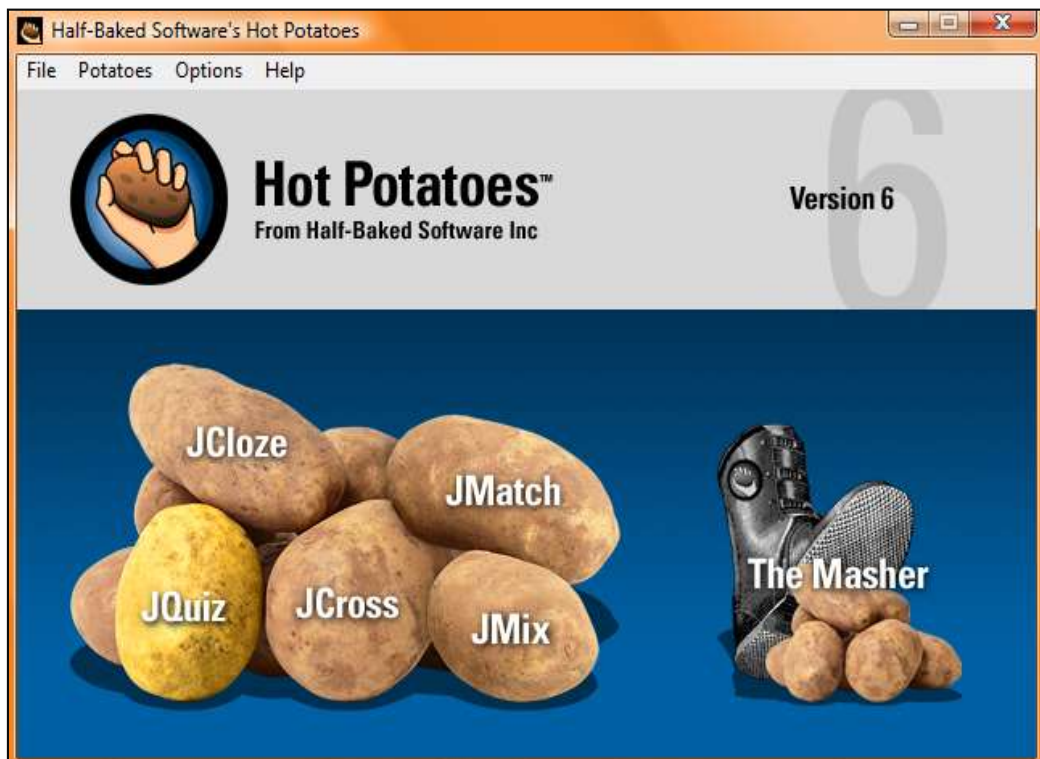 Half-Baked Software's Hot Potatoes
File Potatoes Options Help
6
Hot Potatoes™
From Half-Baked Software Inc
Version 6
JCloze
JMatch
JQuiz
JCross
JMix
The Masher